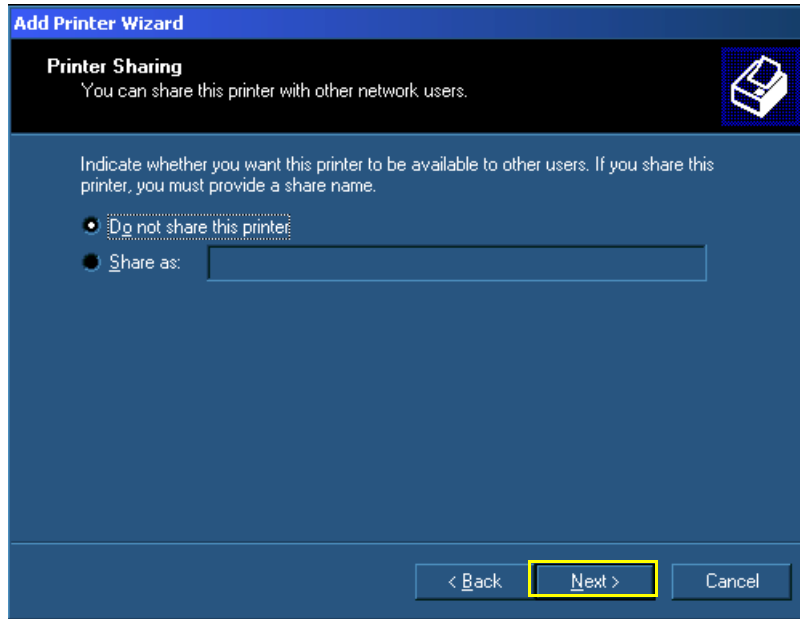 Add Printer Wizard
Printer Sharing
You can share this printer with other network users.
Indicate whether you want this printer to be available to other users. If you share this
printer, you must provide a share name.
Do not share this printer
Share as:
< Back Next > Cancel